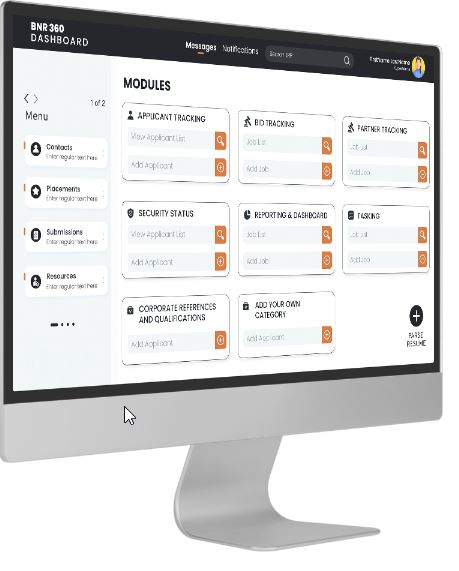 BNR 360
DASHBOARD
Messages
Notifications
Search
Menu
1 of 2
Contacts
Enter regular text here
Placements
Enter regular text here
Submissions
Enter regular text here
Resources
Enter regular text here
MODULES
APPLICANT TRACKING
View Applicant List
Add Applicant
BID TRACKING
Job List
Add Job
PARTNER TRACKING
Job List
Add Job
SECURITY STATUS
View Applicant List
Add Applicant
REPORTING & DASHBOARD
Job List
Add Job
TASKING
Job List
Add Job
CORPORATE REFERENCES
AND QUALIFICATIONS
Add Applicant
ADD YOUR OWN
CATEGORY
Add Applicant
PARSE
RESUME